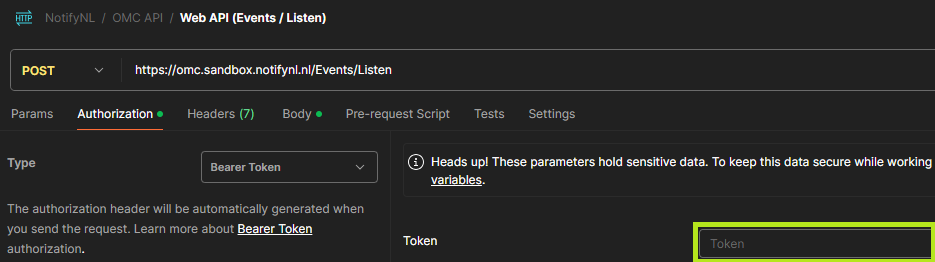 HTTP NotifyNL / OMC API / Web API (Events / Listen)
POST https://omc.sandbox.notifynl.nl/Events/Listen
Params Authorization Headers (7) Body Pre-request Script Tests Settings
Type Bearer Token
The authorization header will be automatically generated when
you send the request. Learn more about Bearer Token
authorization.
Heads up! These parameters hold sensitive data. To keep this data secure while working
variables.
Token Token